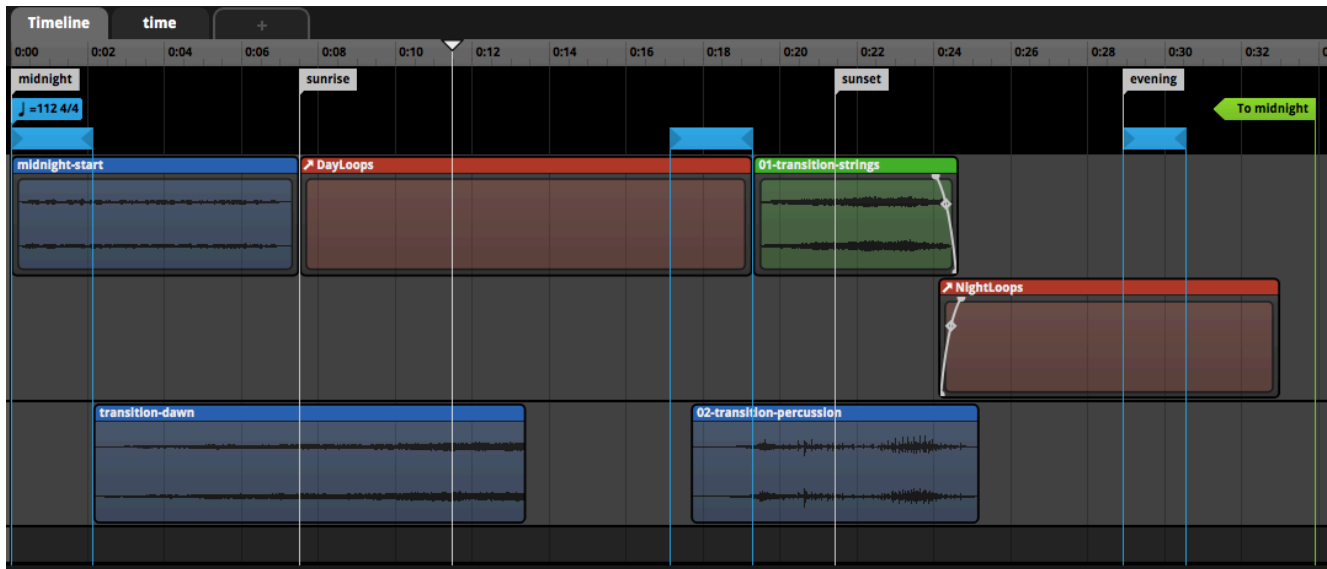 Timeline
time
+
0:00 0:02 0:04 0:06 0:08 0:10 0:12 0:14 0:16 0:18 0:20 0:22 0:24 0:26 0:28 0:30 0:32
midnight
sunrise
sunset
evening
♩ =112 4/4
To midnight
midnight-start
DayLoops
01-transition-strings
NightLoops
transition-dawn
02-transition-percussion